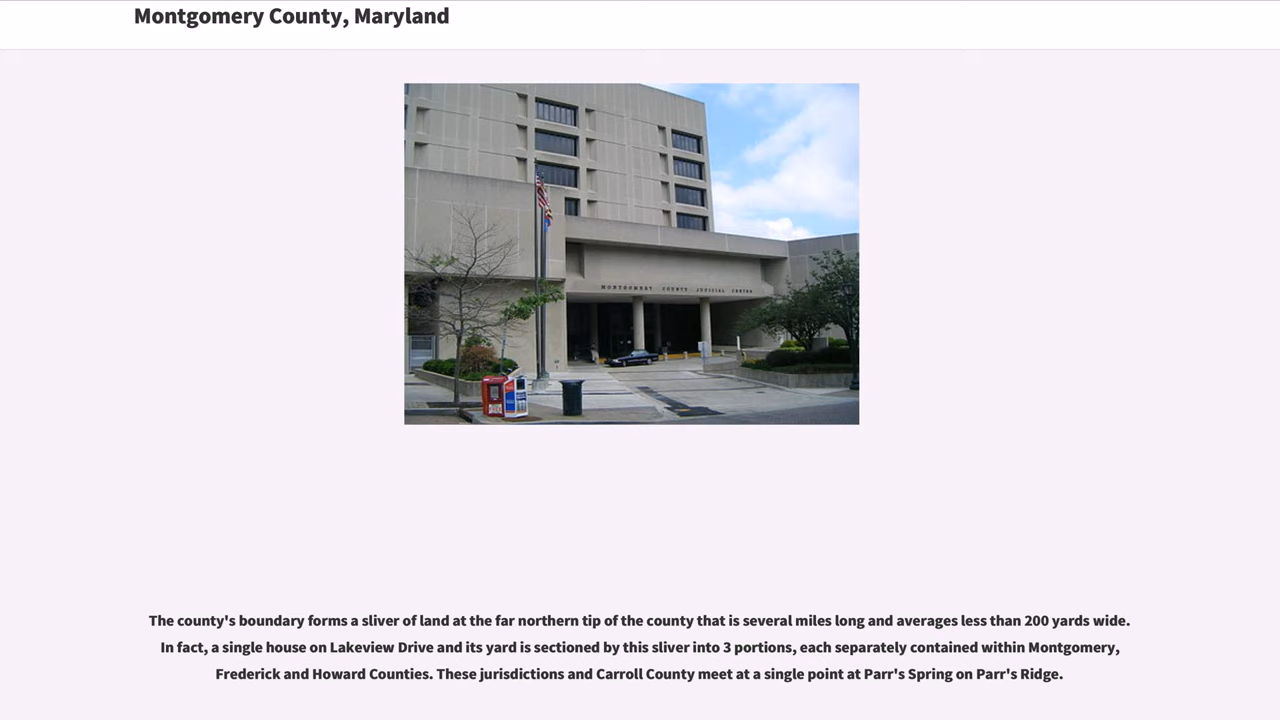 Montgomery County, Maryland
MONTGOMERY COUNTY JUDICIAL CENTER
The county's boundary forms a sliver of land at the far northern tip of the county that is several miles long and averages less than 200 yards wide.
In fact, a single house on Lakeview Drive and its yard is sectioned by this sliver into 3 portions, each separately contained within Montgomery,
Frederick and Howard Counties. These jurisdictions and Carroll County meet at a single point at Parr's Spring on Parr's Ridge.